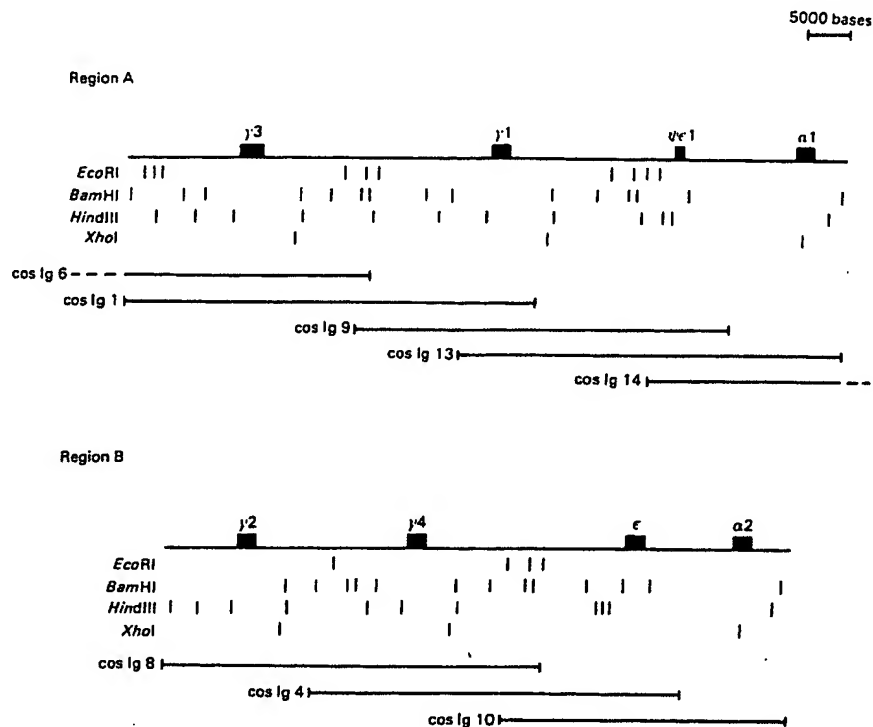 5000 bases
Region A
γ3 γ1 ψε1 α1
EcoRI
BamHI
HindIII
XhoI
cos Ig 6
cos Ig 1
cos Ig 9
cos Ig 13
cos Ig 14
Region B
γ2 γ4 ε α2
EcoRI
BamHI
HindIII
XhoI
cos Ig 8
cos Ig 4
cos Ig 10